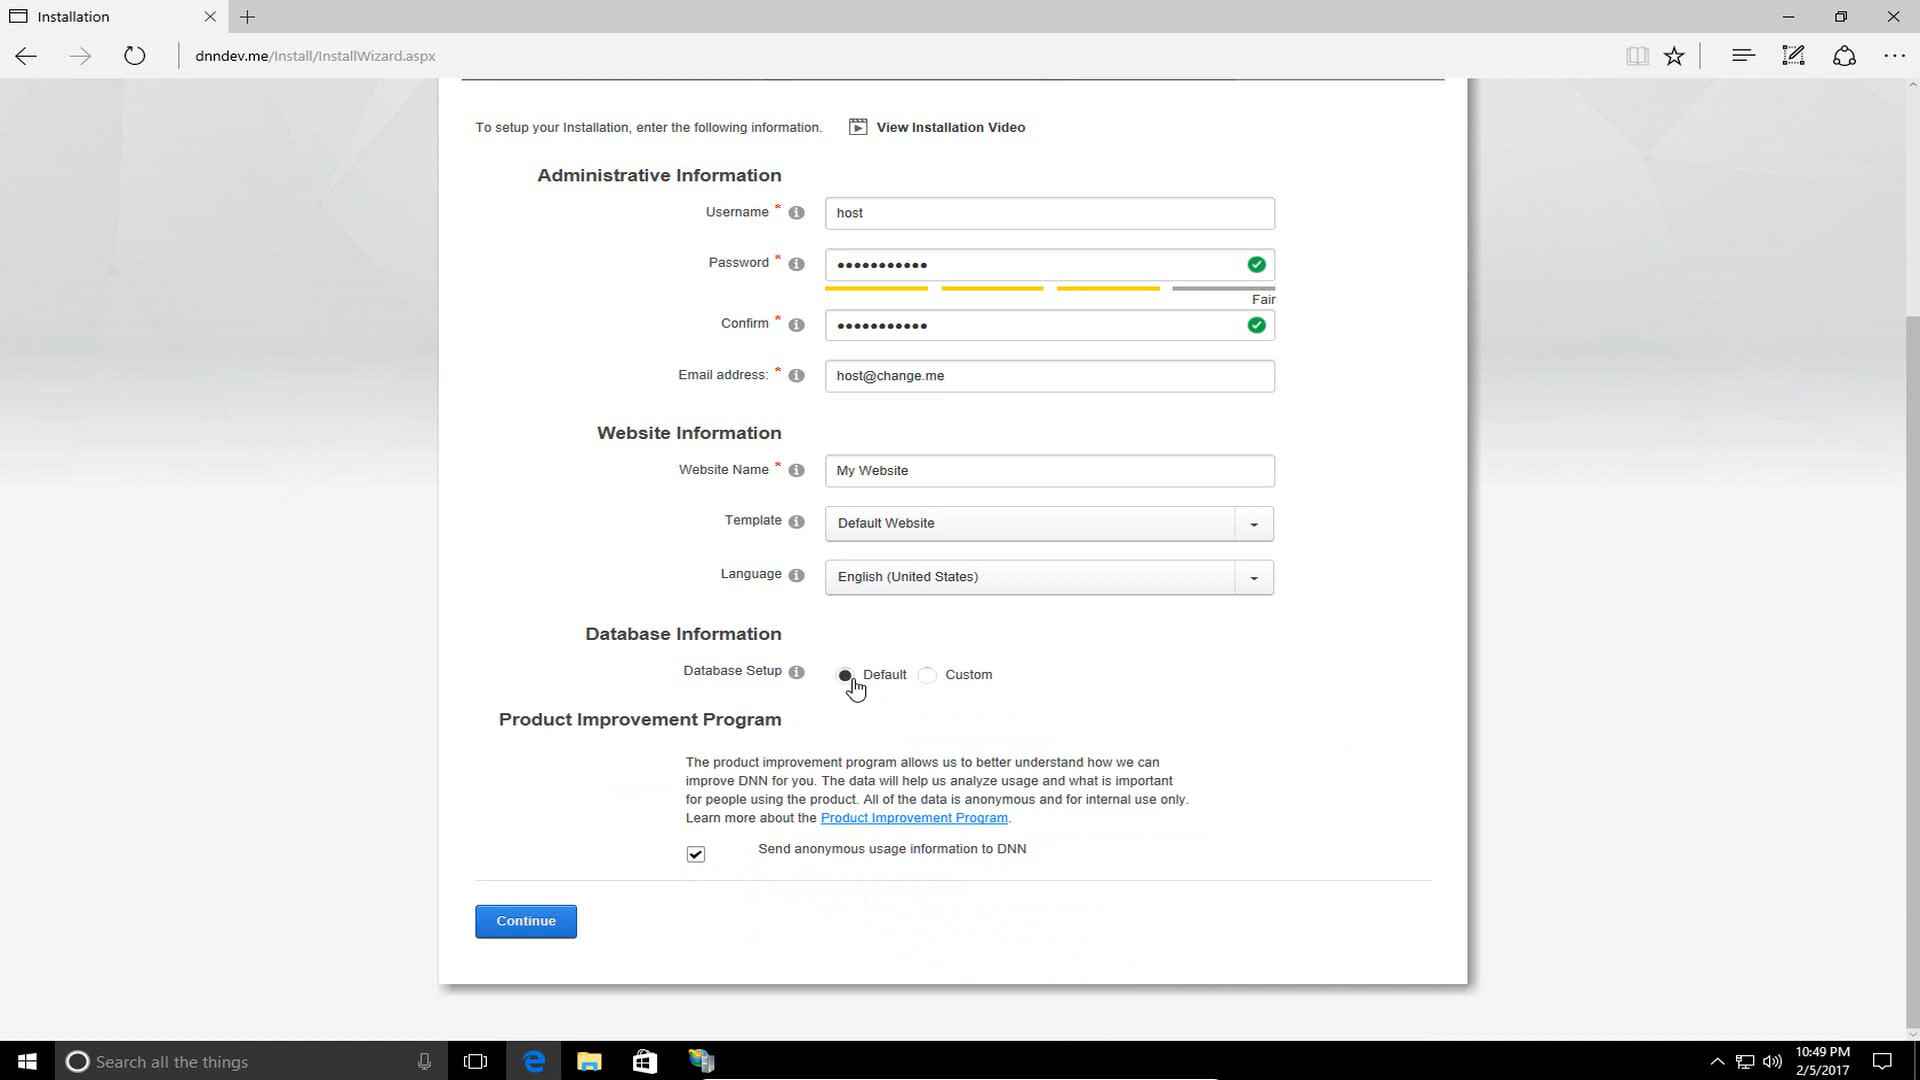 Installation
dnndev.me/Install/InstallWizard.aspx
To setup your Installation, enter the following information.
View Installation Video
Administrative Information
Username *
host
Password *
•••••••••••
Fair
Confirm *
•••••••••••
Email address: *
host@change.me
Website Information
Website Name *
My Website
Template
Default Website
Language
English (United States)
Database Information
Database Setup
Default
Custom
Product Improvement Program
The product improvement program allows us to better understand how we can
improve DNN for you. The data will help us analyze usage and what is important
for people using the product. All of the data is anonymous and for internal use only.
Learn more about the Product Improvement Program.
Send anonymous usage information to DNN
Continue
Search all the things
10:49 PM
2/5/2017